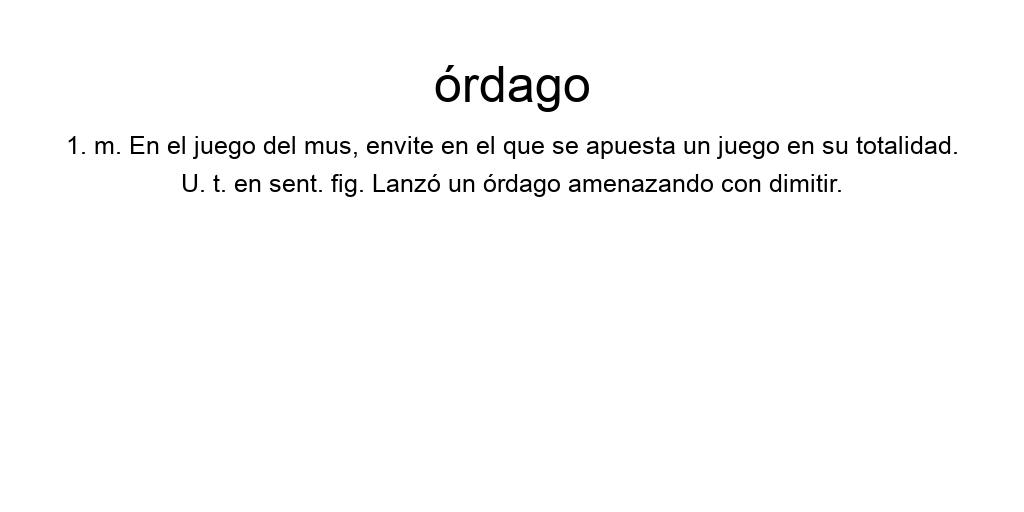 órdago
1. m. En el juego del mus, envite en el que se apuesta un juego en su totalidad.
U. t. en sent. fig. Lanzó un órdago amenazando con dimitir.